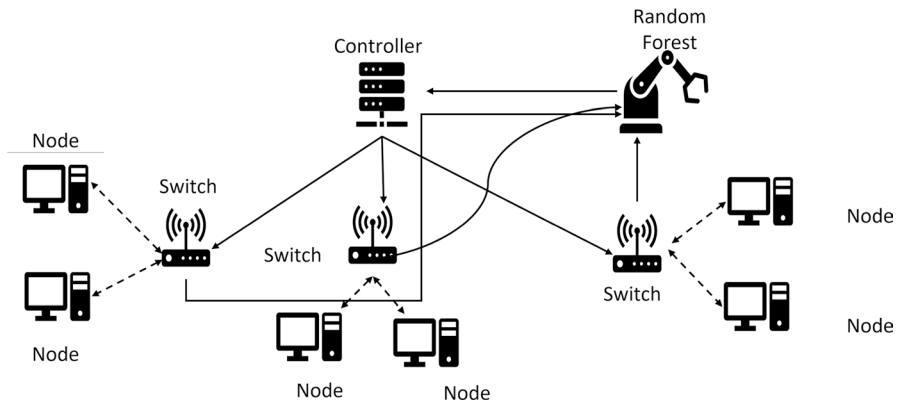 Random
Forest
Controller
Node
Switch
Node
Switch
Switch
Node
Node
Node
Node